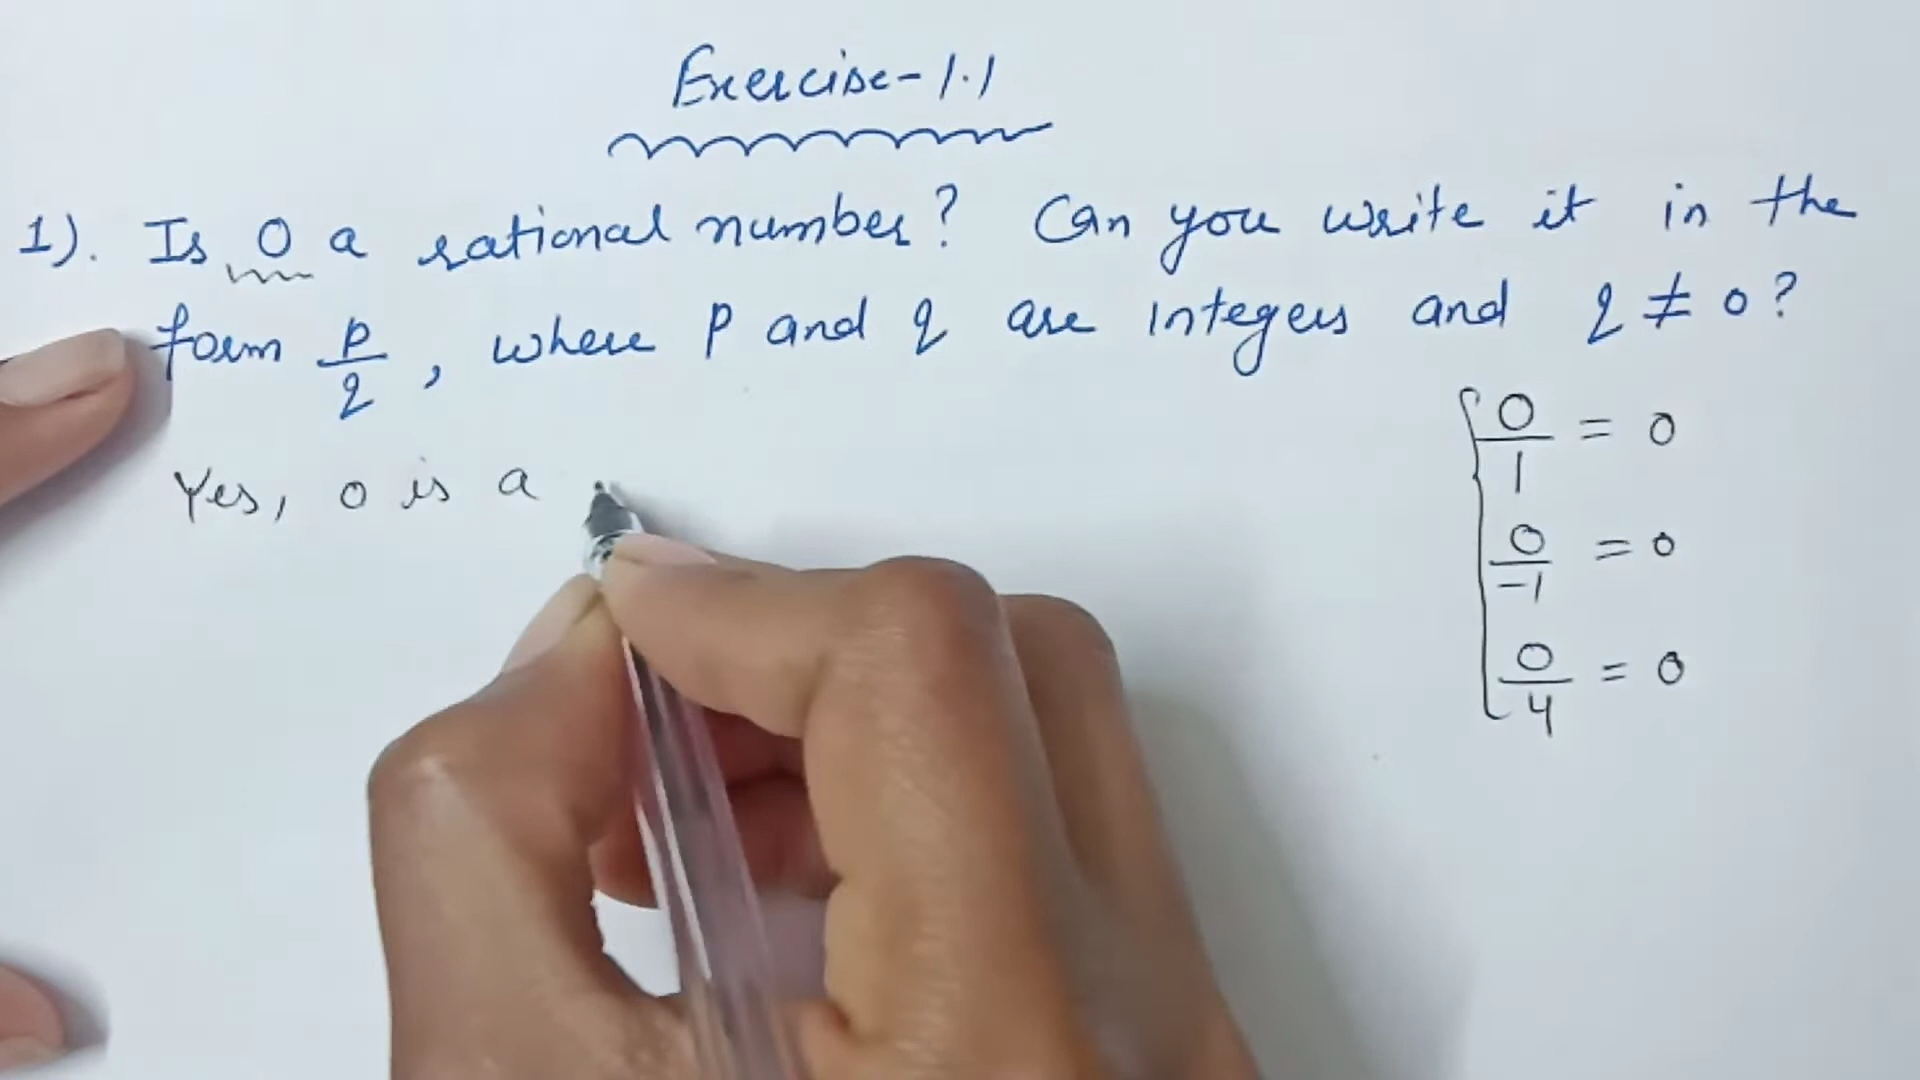 Exercise-1.1
1). Is 0 a rational number? Can you write it in the
form p/q, where p and q are integers and q ≠ 0?
Yes, 0 is a
0/1 = 0
0/-1 = 0
0/4 = 0